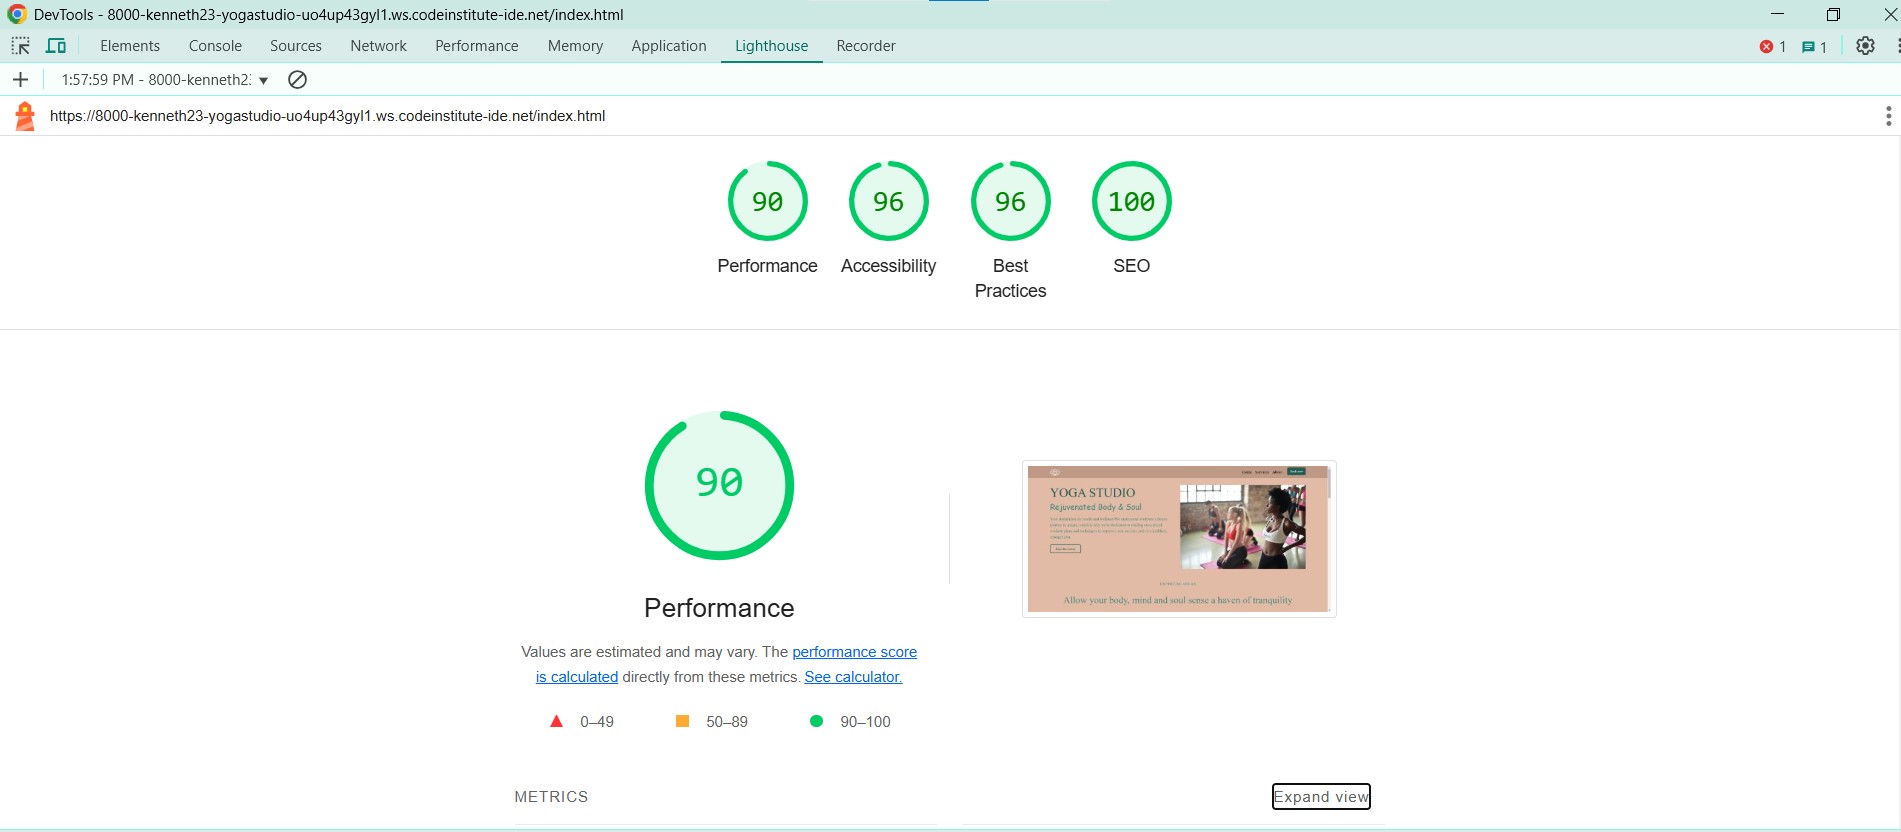 DevTools - 8000-kenneth23-yogastudio-uo4up43gyl1.ws.codeinstitute-ide.net/index.html
Elements Console Sources Network Performance Memory Application Lighthouse Recorder 1 1
1:57:59 PM - 8000-kenneth2
https://8000-kenneth23-yogastudio-uo4up43gyl1.ws.codeinstitute-ide.net/index.html
90 96 96 100
Performance Accessibility Best Practices SEO
90
Performance
Values are estimated and may vary. The performance score
is calculated directly from these metrics. See calculator.
0–49 50–89 90–100
YOGA STUDIO
Rejuvenated Body & Soul
Allow your body, mind and soul sense a haven of tranquility
METRICS Expand view